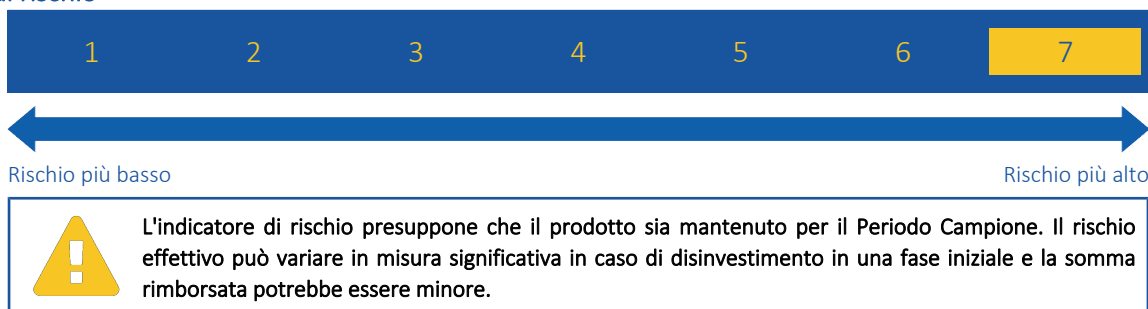 di rischio
1 2 3 4 5 6 7
Rischio più basso Rischio più alto
L'indicatore di rischio presuppone che il prodotto sia mantenuto per il Periodo Campione. Il rischio
effettivo può variare in misura significativa in caso di disinvestimento in una fase iniziale e la somma
rimborsata potrebbe essere minore.